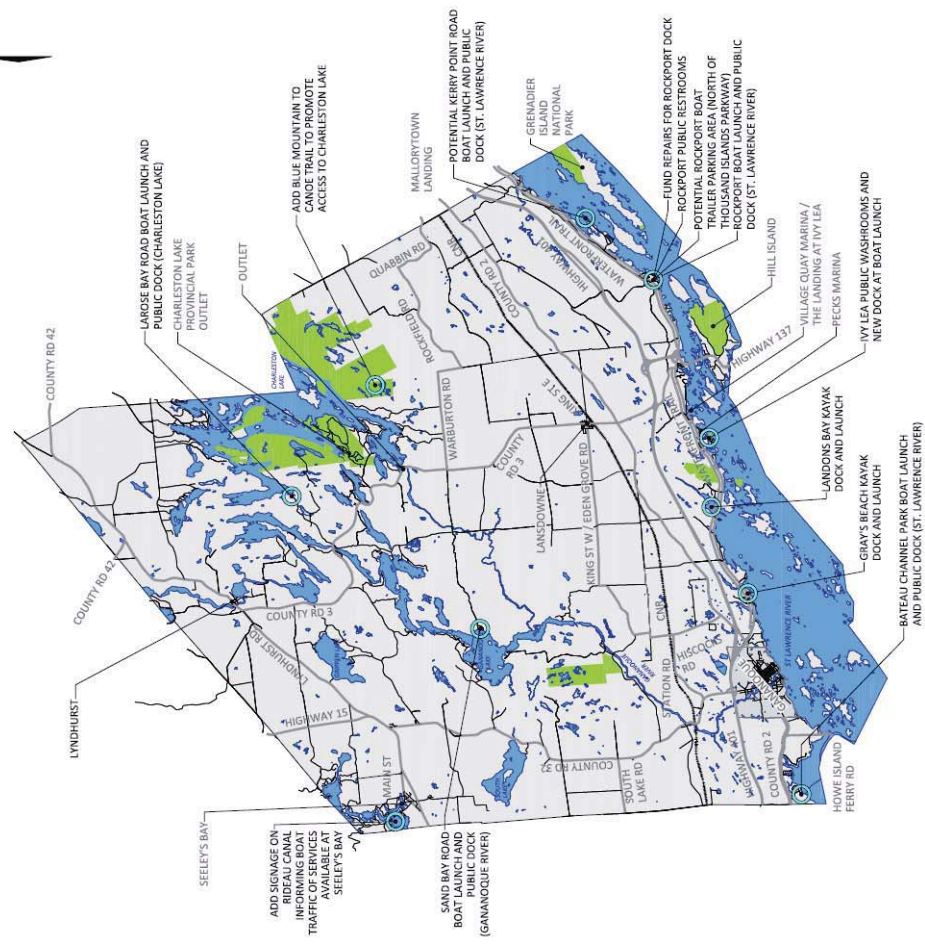 COUNTY RD 42
LAROSE BAY ROAD BOAT LAUNCH AND
PUBLIC DOCK (CHARLESTON LAKE)
CHARLESTON LAKE
PROVINCIAL PARK
OUTLET
OUTLET
ADD BLUE MOUNTAIN TO
CANOE TRAIL TO PROMOTE
ACCESS TO CHARLESTON LAKE
MALLORYTOWN
LANDING
POTENTIAL KERRY POINT ROAD
BOAT LAUNCH AND PUBLIC
DOCK (ST. LAWRENCE RIVER)
GRENADIER
ISLAND
NATIONAL
PARK
FUND REPAIRS FOR ROCKPORT DOCK
ROCKPORT PUBLIC RESTROOMS
POTENTIAL ROCKPORT BOAT
TRAILER PARKING AREA (NORTH OF
THOUSAND ISLANDS PARKWAY)
ROCKPORT BOAT LAUNCH AND PUBLIC
DOCK (ST. LAWRENCE RIVER)
HILL ISLAND
VILLAGE QUAY MARINA /
THE LANDING AT IVY LEA
PECKS MARINA
IVY LEA PUBLIC WASHROOMS AND
NEW DOCK AT BOAT LAUNCH
LANDONS BAY KAYAK
DOCK AND LAUNCH
GRAY'S BEACH KAYAK
DOCK AND LAUNCH
BATEAU CHANNEL PARK BOAT LAUNCH
AND PUBLIC DOCK (ST. LAWRENCE RIVER)
HOWE ISLAND
FERRY RD
LYNDHURST
SEELEY'S BAY
ADD SIGNAGE ON
RIDEAU CANAL
INFORMING BOAT
TRAFFIC OF SERVICES
AVAILABLE AT
SEELEY'S BAY
SAND BAY ROAD
BOAT LAUNCH AND
PUBLIC DOCK
(GANANOQUE RIVER)
COUNTY RD 42
LYNDHURST RD
COUNTY RD 3
HIGHWAY 15
MAIN ST
COUNTY RD 32
SOUTH
LAKE RD
STATION RD
HISCOCKS
RD
CNR
HIGHWAY 401
COUNTY RD 2
GANANOQUE
GANANOQUE
RIVER
ST LAWRENCE RIVER
KING ST W / EDEN GROVE RD
LANSDOWNE
KING ST E
COUNTY
RD 3
WARBURTON RD
ROCKFIELD RD
QUABBIN RD
CNR
COUNTY RD 2
HIGHWAY 401
WATERFRONT TRAIL
WATERFRONT TRAIL
HIGHWAY 137
CHARLESTON
LAKE